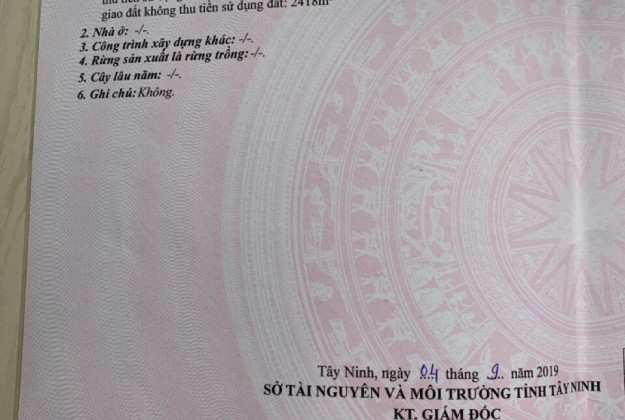 giao đất không thu tiền sử dụng đất: 2418m
2. Nhà ở: -/-.
3. Công trình xây dựng khác: -/-.
4. Rừng sản xuất là rừng trồng: -/-.
5. Cây lâu năm: -/-.
6. Ghi chú: Không.
Tây Ninh, ngày 04 tháng 9.. năm 2019
SỞ TÀI NGUYÊN VÀ MÔI TRƯỜNG TỈNH TÂY NINH
KT. GIÁM ĐỐC